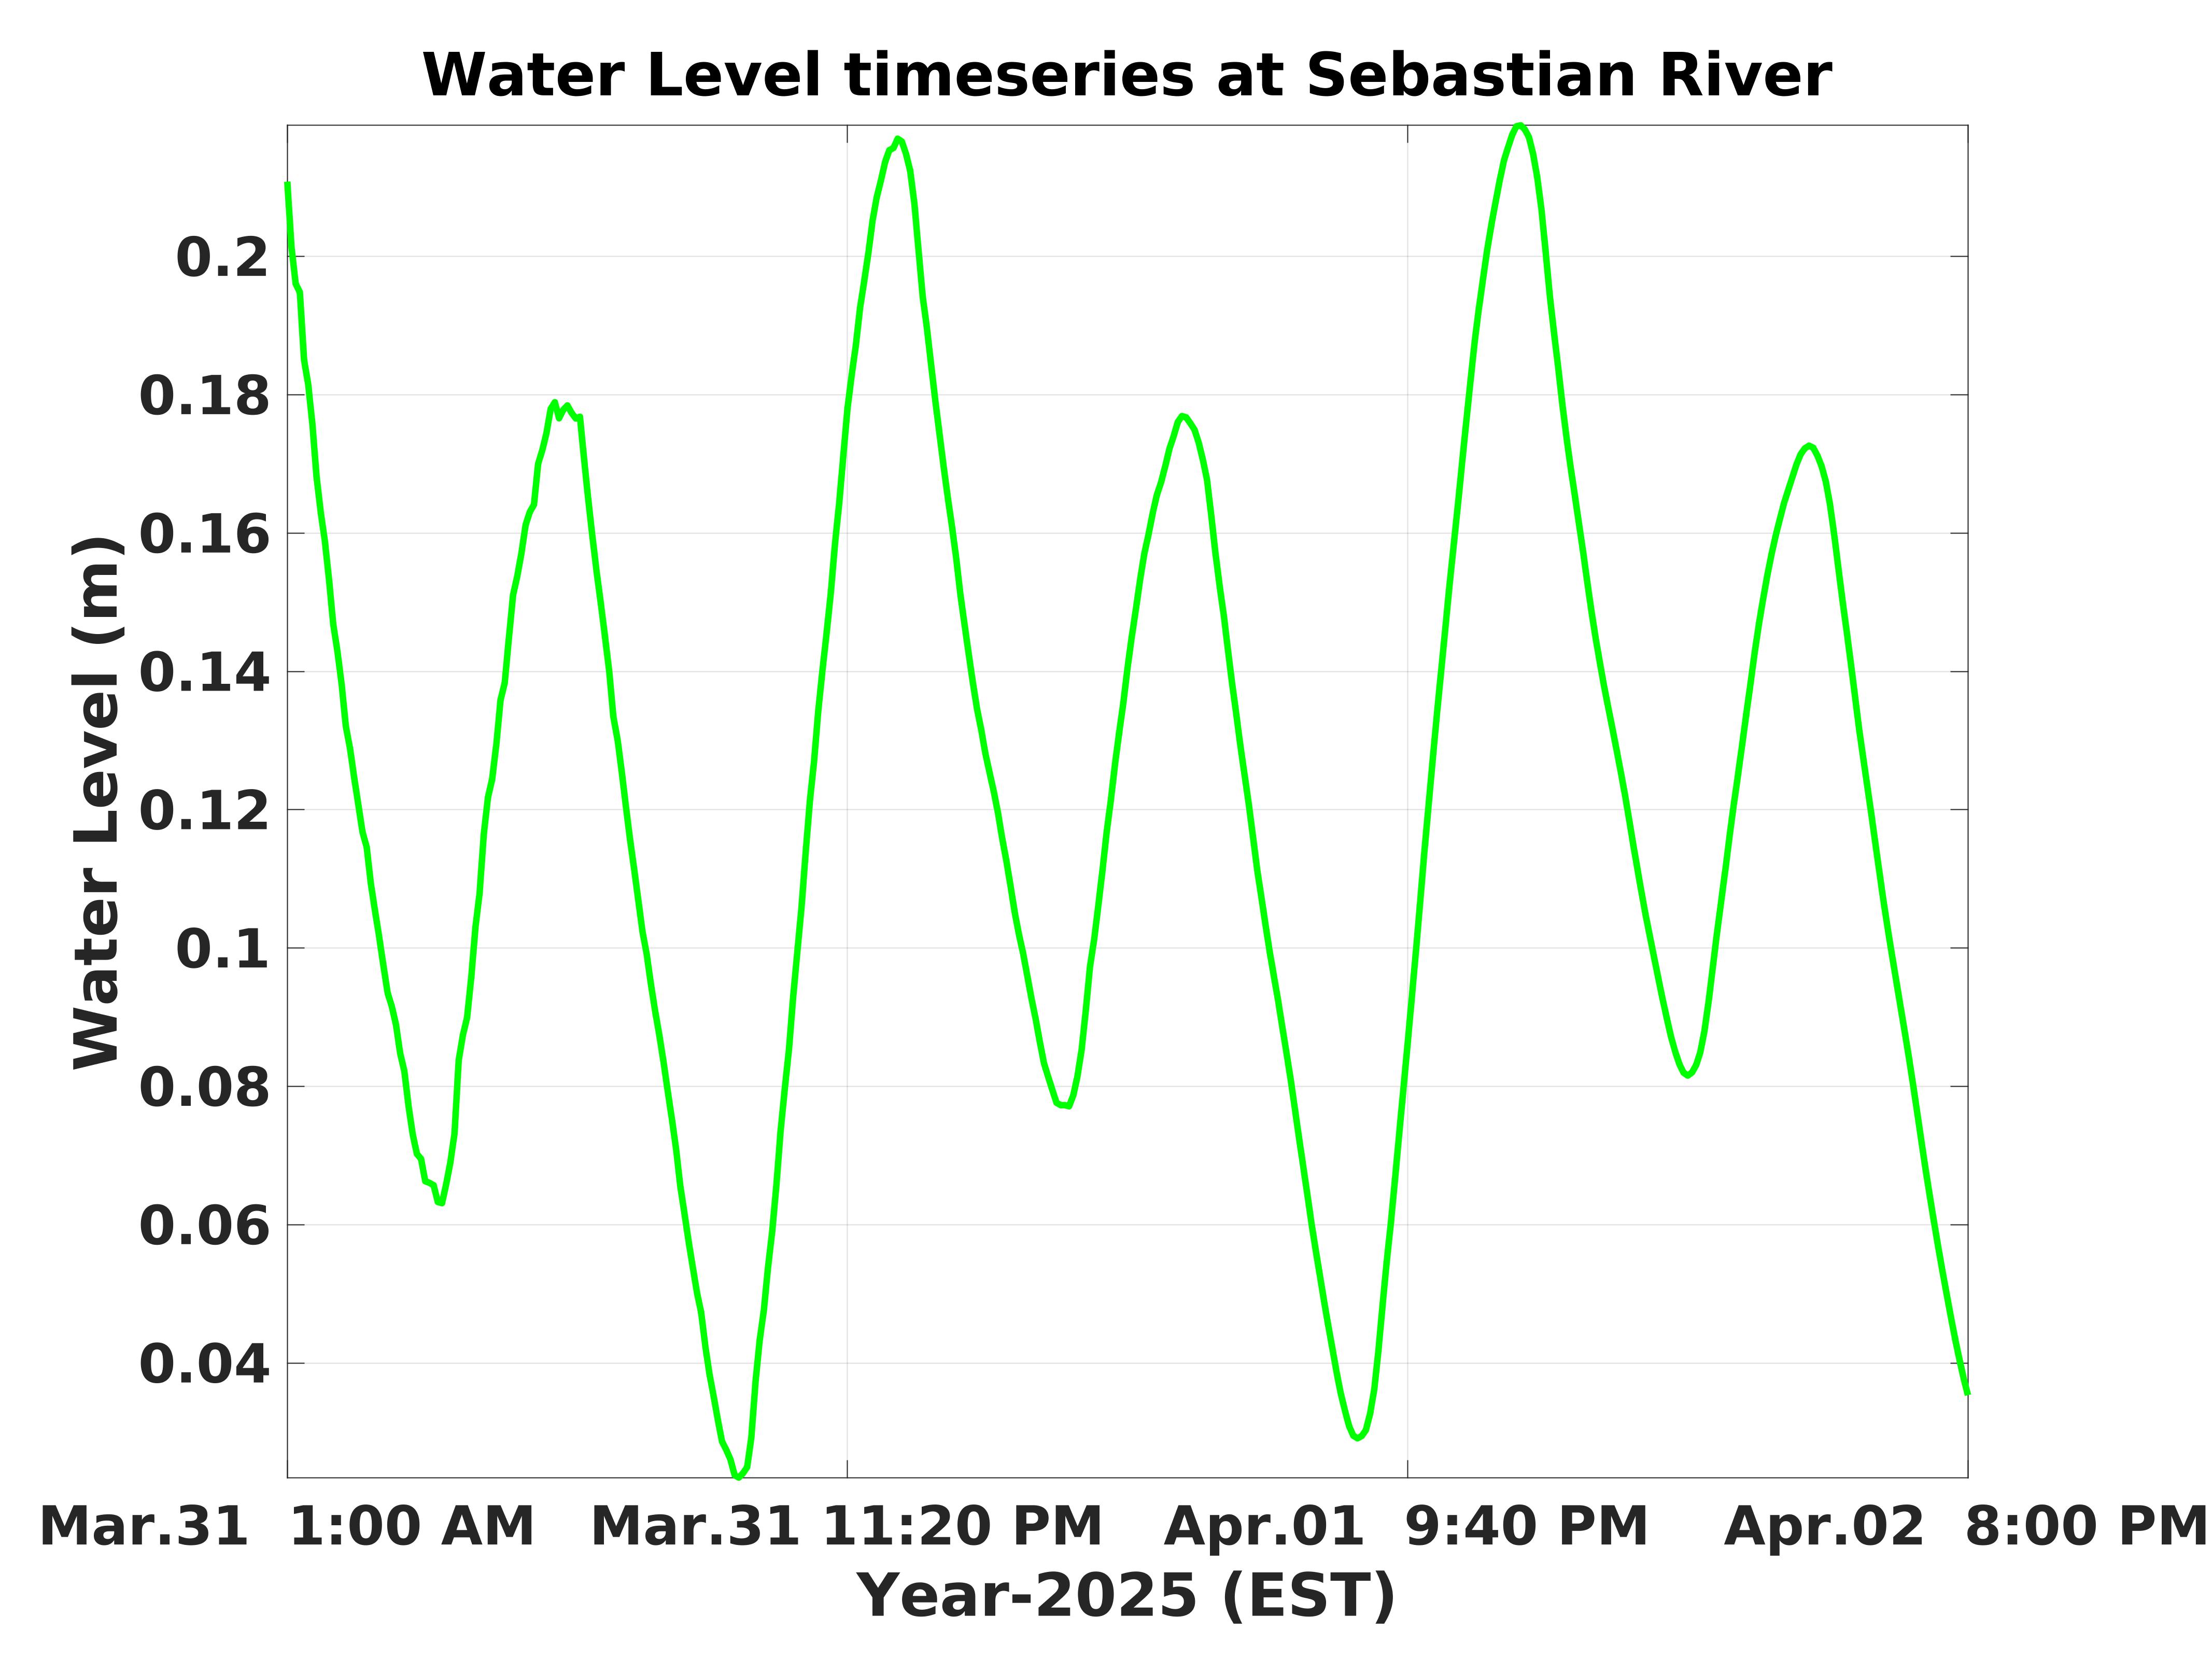 Water Level timeseries at Sebastian River
Water Level (m)
0.2
0.18
0.16
0.14
0.12
0.1
0.08
0.06
0.04
Mar.31  1:00 AM
Mar.31 11:20 PM
Apr.01  9:40 PM
Apr.02  8:00 PM
Year-2025 (EST)